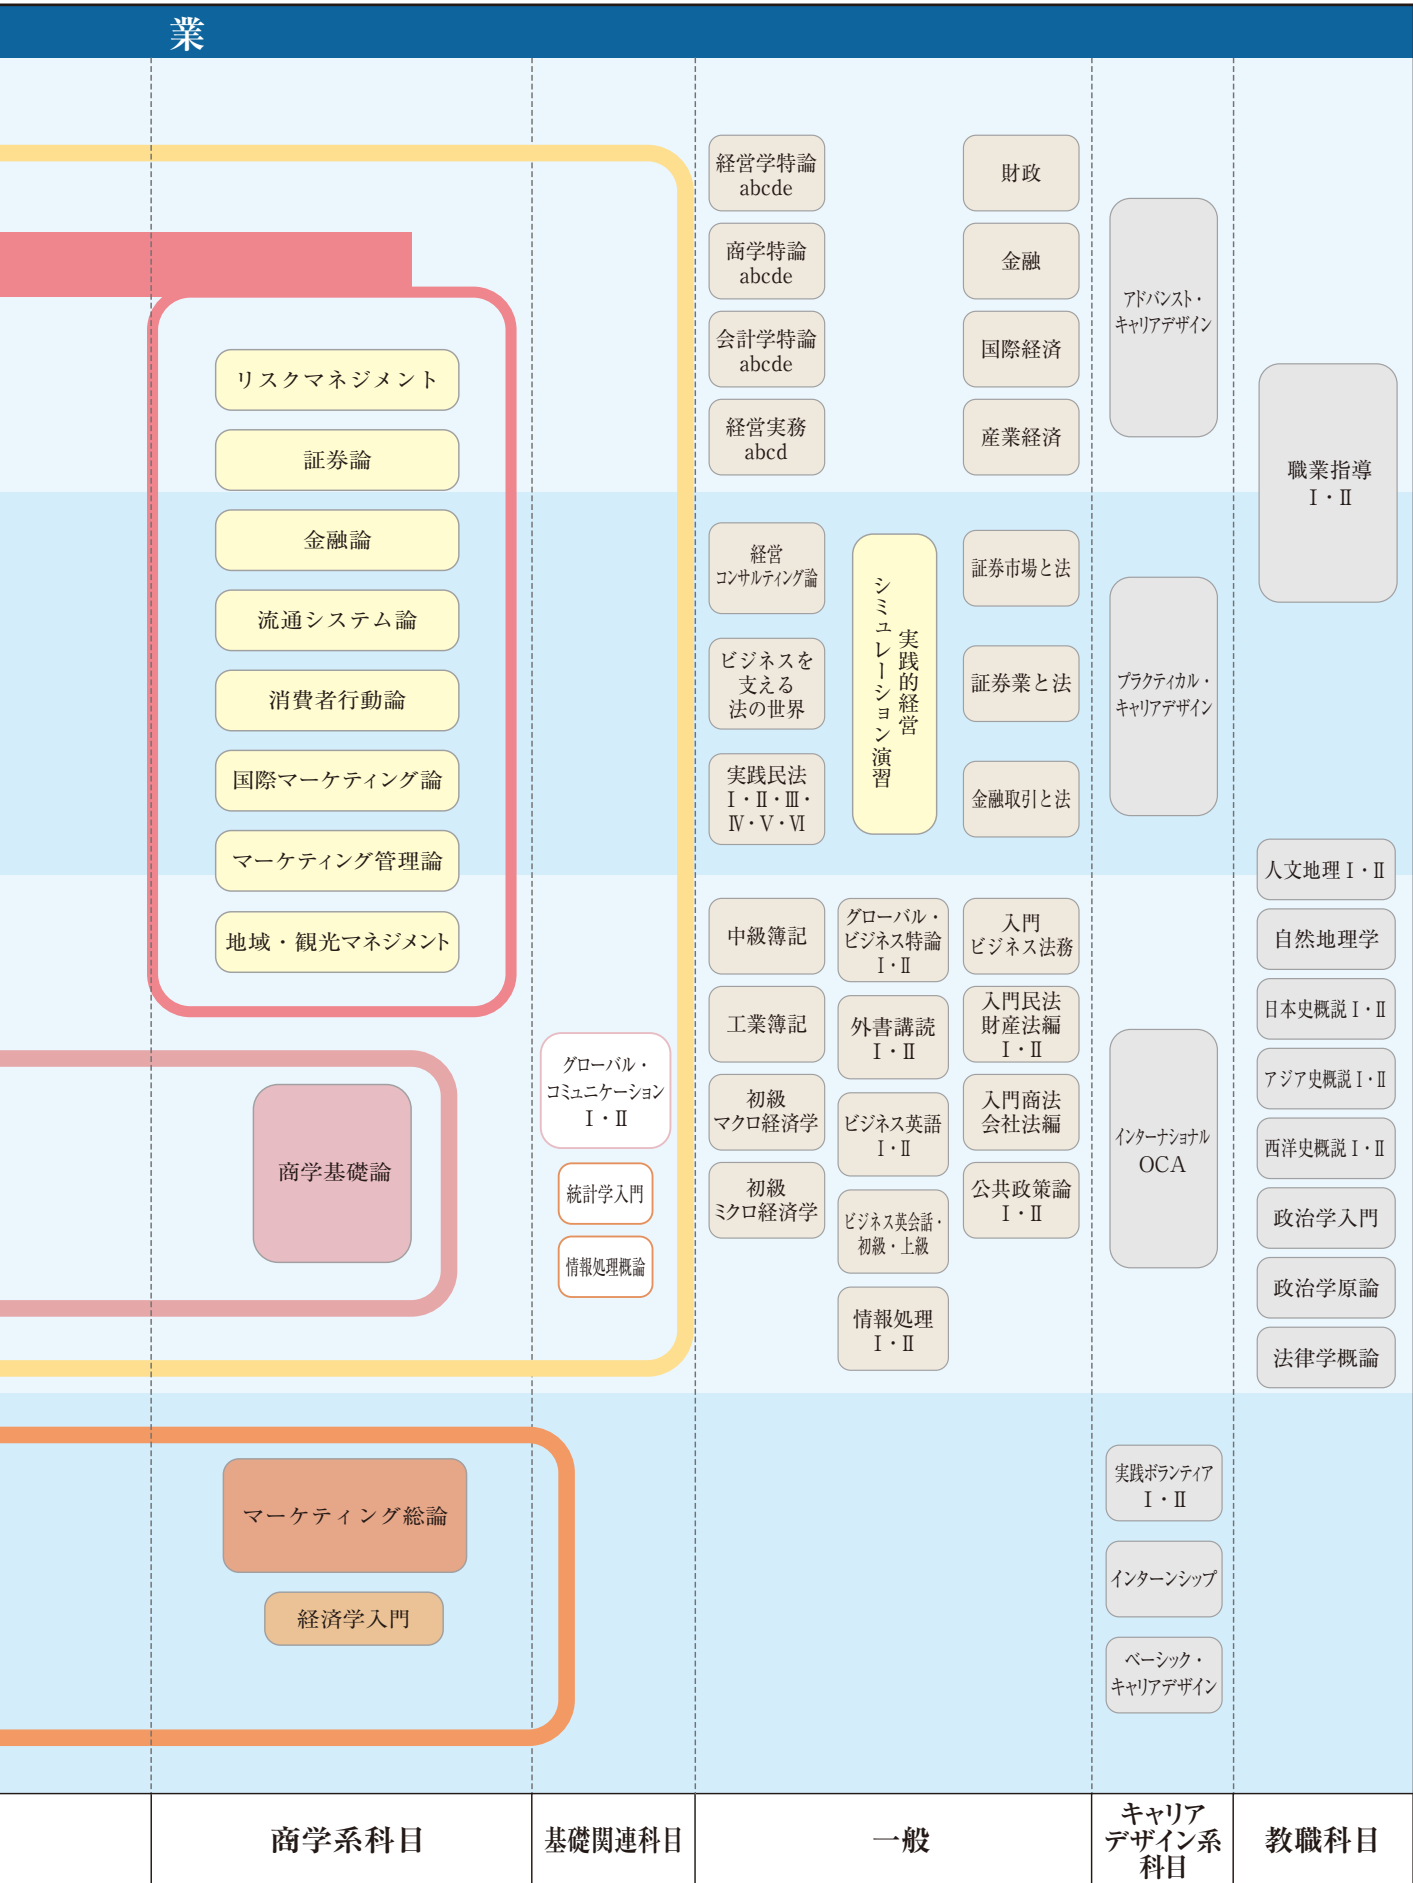 業
リスクマネジメント
証券論
金融論
流通システム論
消費者行動論
国際マーケティング論
マーケティング管理論
地域・観光マネジメント
商学基礎論
マーケティング総論
経済学入門
グローバル・
コミュニケーション
Ⅰ・Ⅱ
統計学入門
情報処理概論
経営学特論
abcde
商学特論
abcde
会計学特論
abcde
経営実務
abcd
経営
コンサルティング論
ビジネスを
支える
法の世界
実践民法
Ⅰ・Ⅱ・Ⅲ・
Ⅳ・Ⅴ・Ⅵ
中級簿記
工業簿記
初級
マクロ経済学
初級
ミクロ経済学
実践的経営
シミュレーション演習
グローバル・
ビジネス特論
Ⅰ・Ⅱ
外書講読
Ⅰ・Ⅱ
ビジネス英語
Ⅰ・Ⅱ
ビジネス英会話・
初級・上級
情報処理
Ⅰ・Ⅱ
財政
金融
国際経済
産業経済
証券市場と法
証券業と法
金融取引と法
入門
ビジネス法務
入門民法
財産法編
Ⅰ・Ⅱ
入門商法
会社法編
公共政策論
Ⅰ・Ⅱ
アドバンスト・
キャリアデザイン
プラクティカル・
キャリアデザイン
インターナショナル
OCA
実践ボランティア
Ⅰ・Ⅱ
インターンシップ
ベーシック・
キャリアデザイン
職業指導
Ⅰ・Ⅱ
人文地理Ⅰ・Ⅱ
自然地理学
日本史概説Ⅰ・Ⅱ
アジア史概説Ⅰ・Ⅱ
西洋史概説Ⅰ・Ⅱ
政治学入門
政治学原論
法律学概論
商学系科目
基礎関連科目
一般
キャリア
デザイン系
科目
教職科目